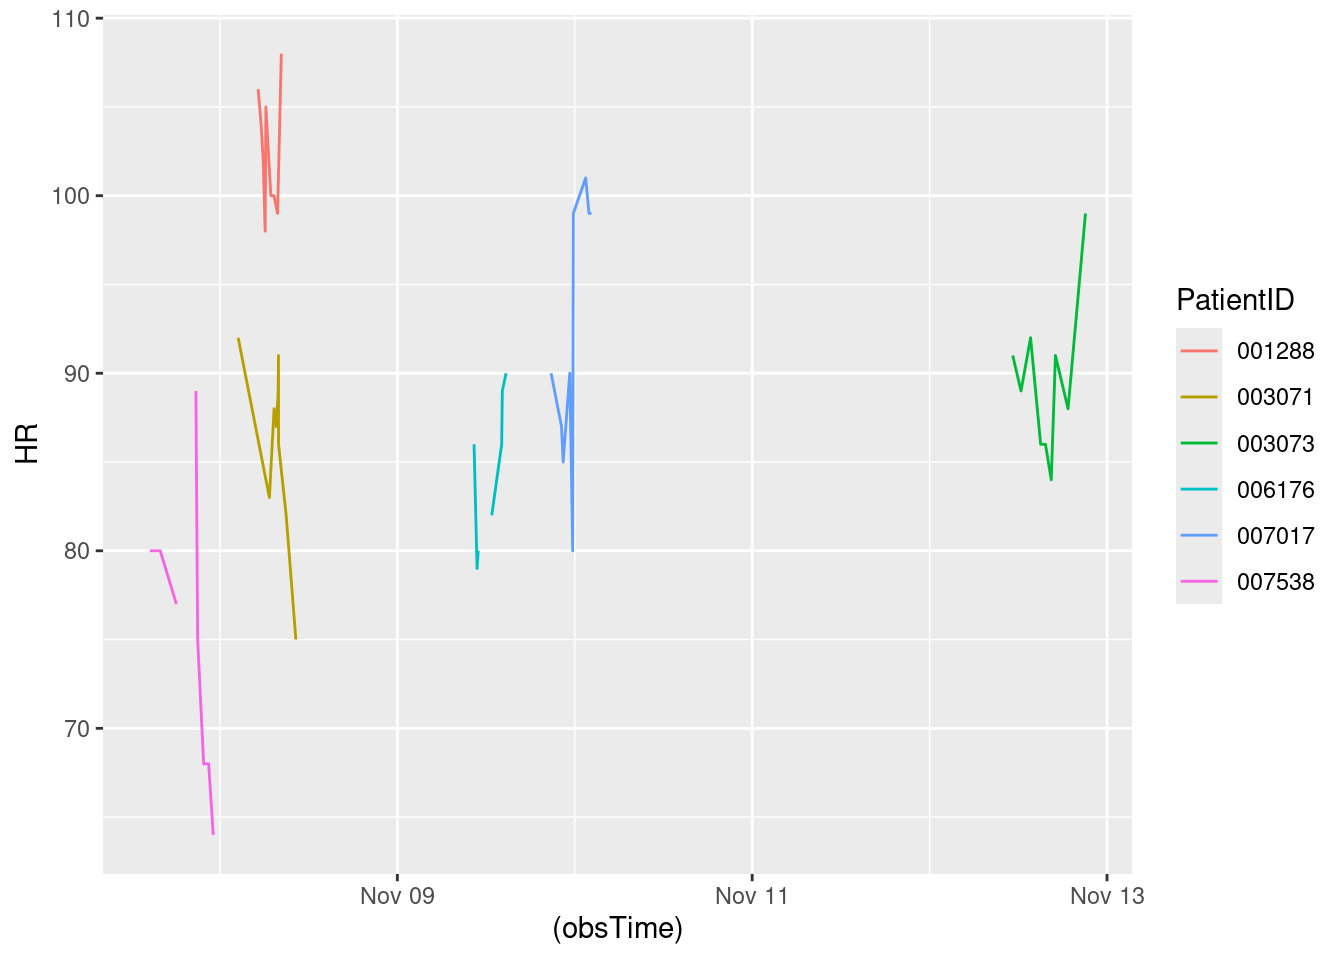 110
100
90
80
70
HR
Nov 09
Nov 11
Nov 13
(obsTime)
PatientID
001288
003071
003073
006176
007017
007538